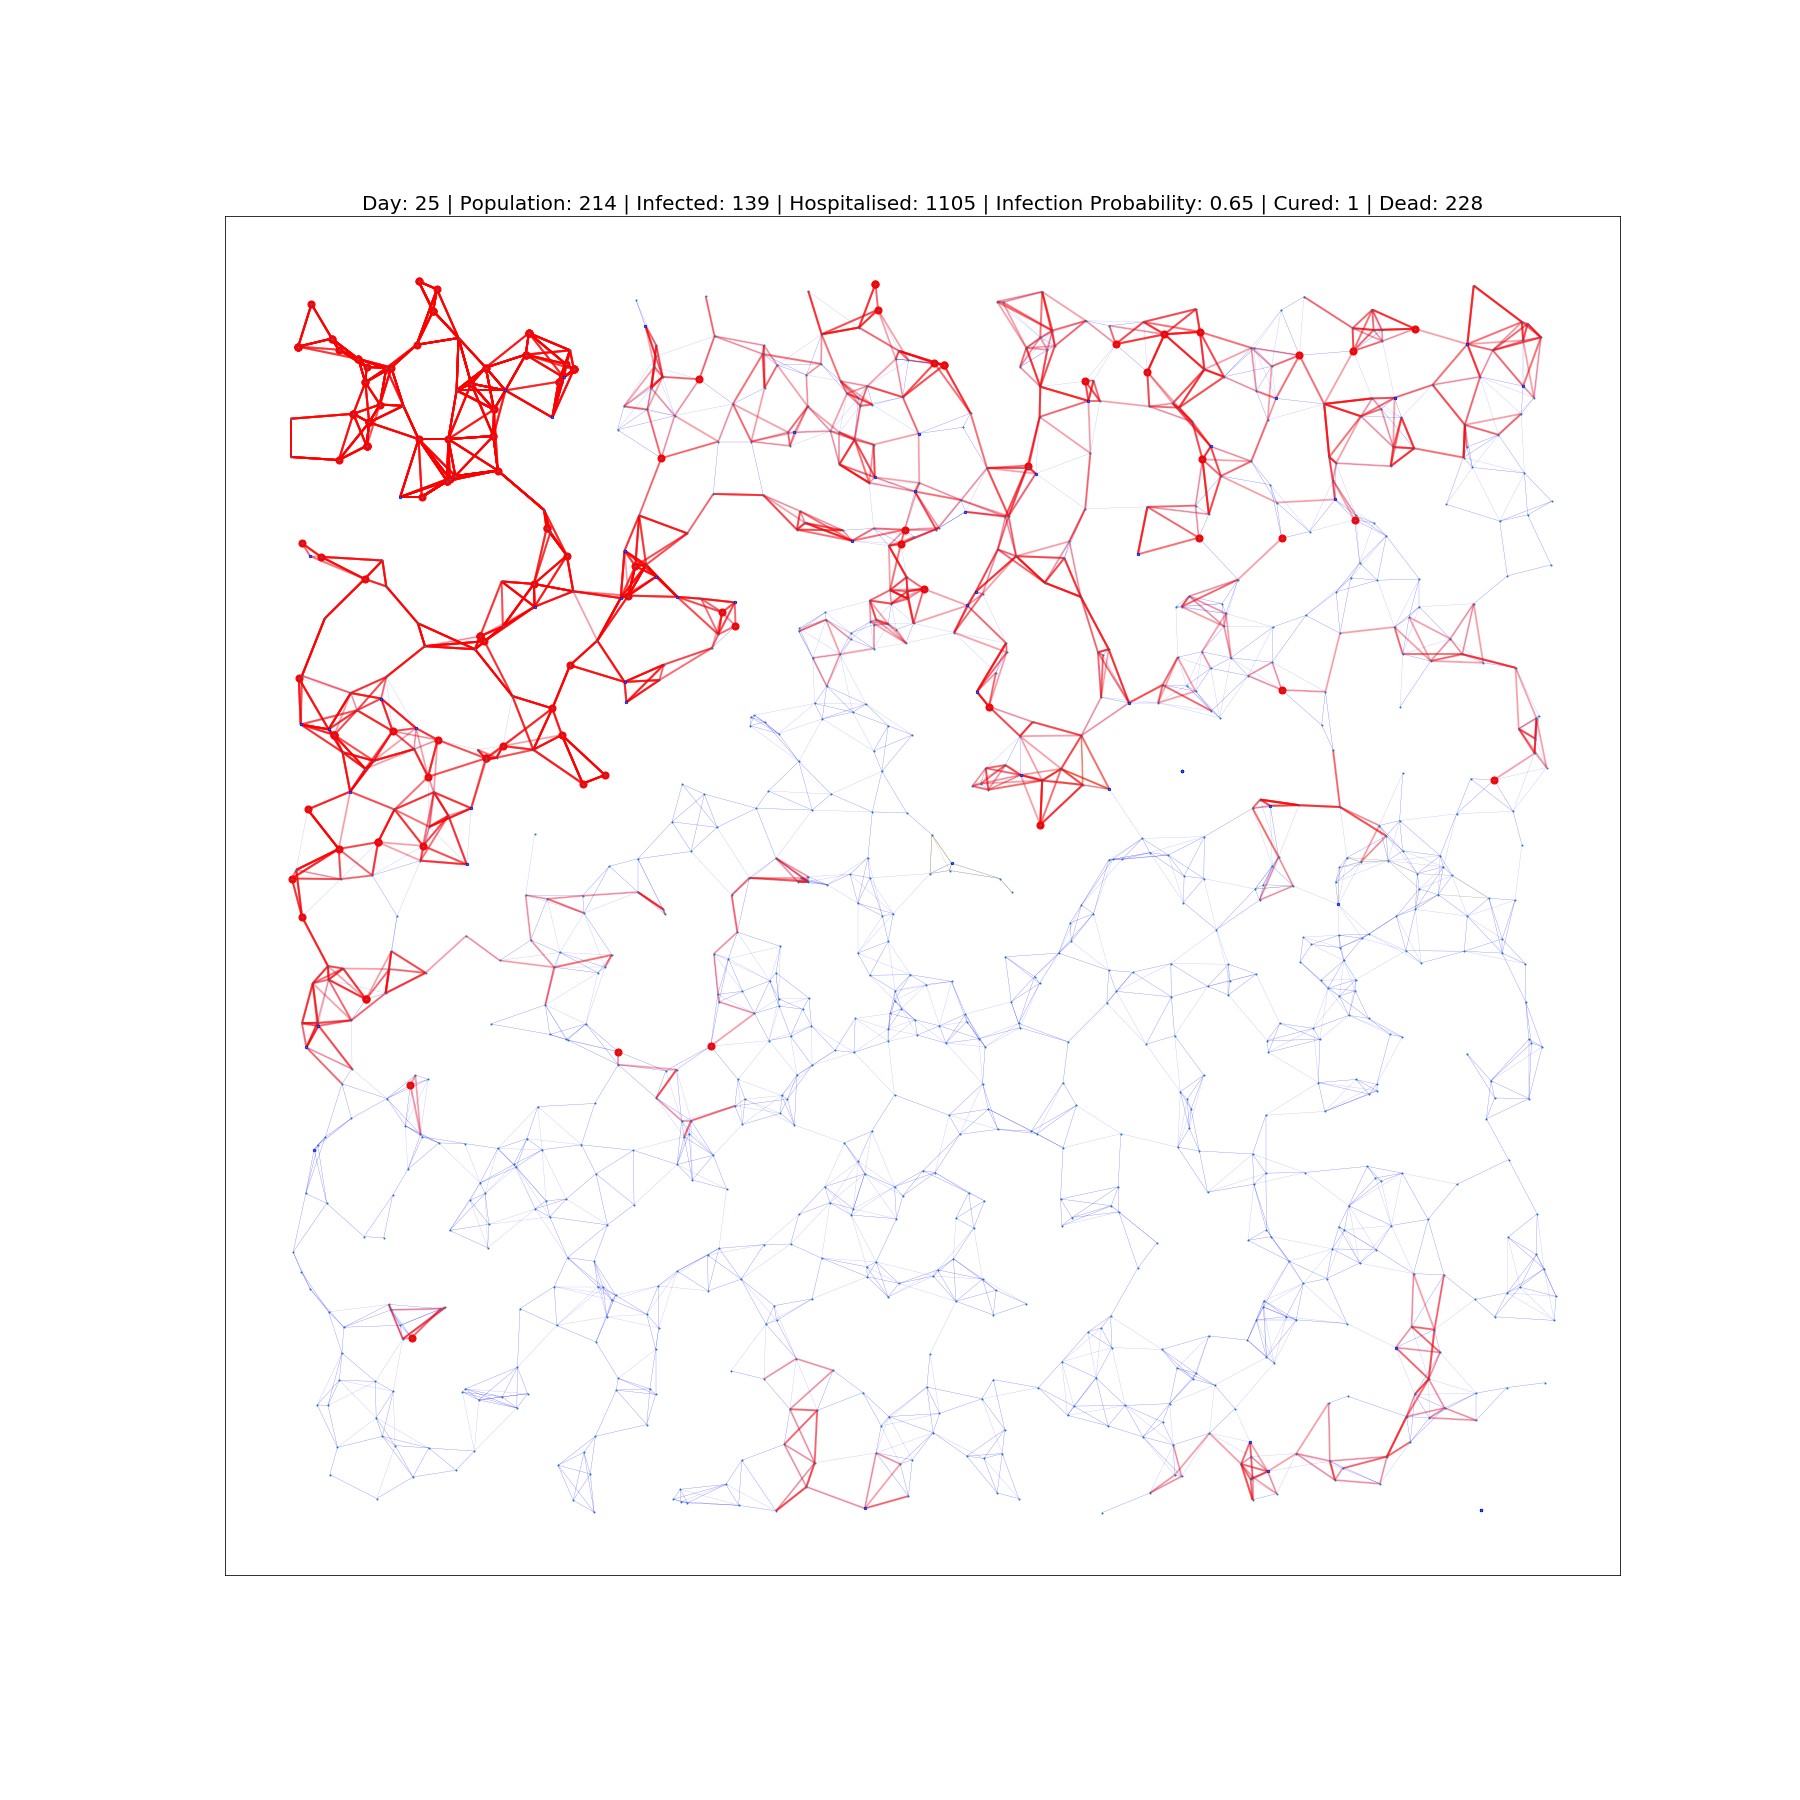 Day: 25 | Population: 214 | Infected: 139 | Hospitalised: 1105 | Infection Probability: 0.65 | Cured: 1 | Dead: 228